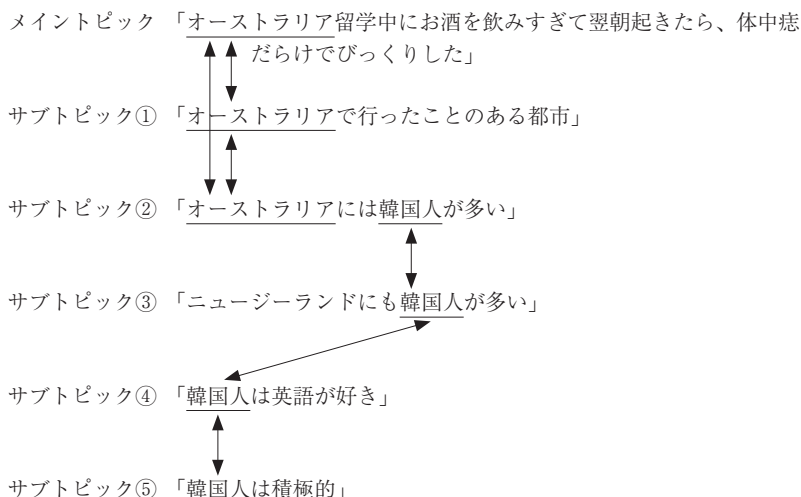 メイントピック 「オーストラリア留学中にお酒を飲みすぎて翌朝起きたら、体中痣
だらけでびっくりした」
サブトピック① 「オーストラリアで行ったことのある都市」
サブトピック② 「オーストラリアには韓国人が多い」
サブトピック③ 「ニュージーランドにも韓国人が多い」
サブトピック④ 「韓国人は英語が好き」
サブトピック⑤ 「韓国人は積極的」